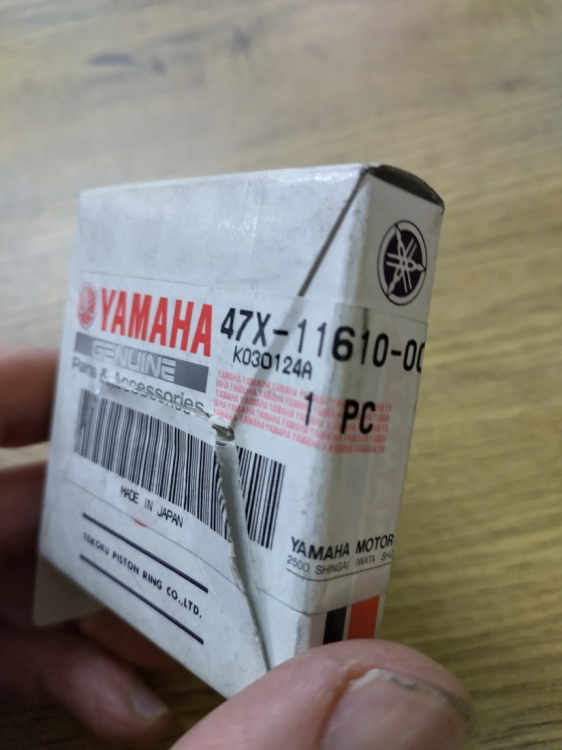 YAMAHA 47X-11610-00
GENUINE K030124A
Parts & Accessories
1 PC
MADE IN JAPAN
YAMAHA MOTOR
2500 SHINGAI IWATA
TEIKOKU PISTON RING CO.,LTD.